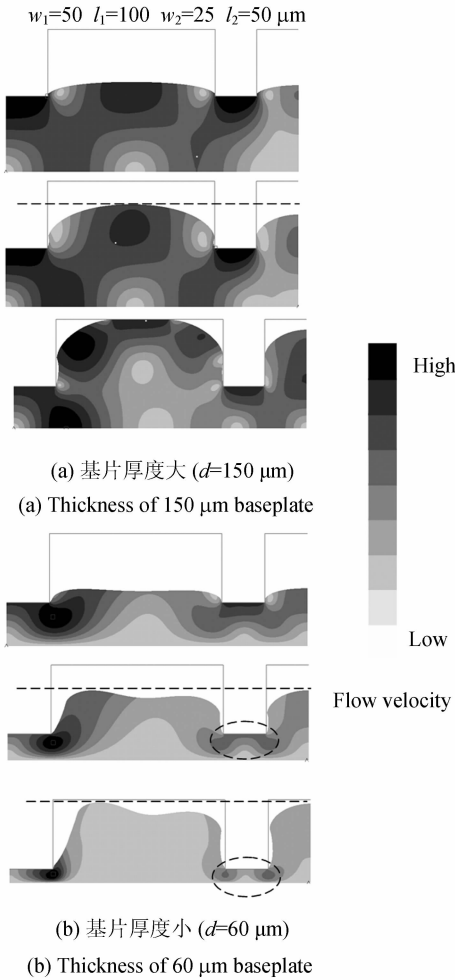 w₁=50 l₁=100 w₂=25 l₂=50 μm
High
(a) 基片厚度大 (d=150 μm)
(a) Thickness of 150 μm baseplate
Low
Flow velocity
(b) 基片厚度小 (d=60 μm)
(b) Thickness of 60 μm baseplate